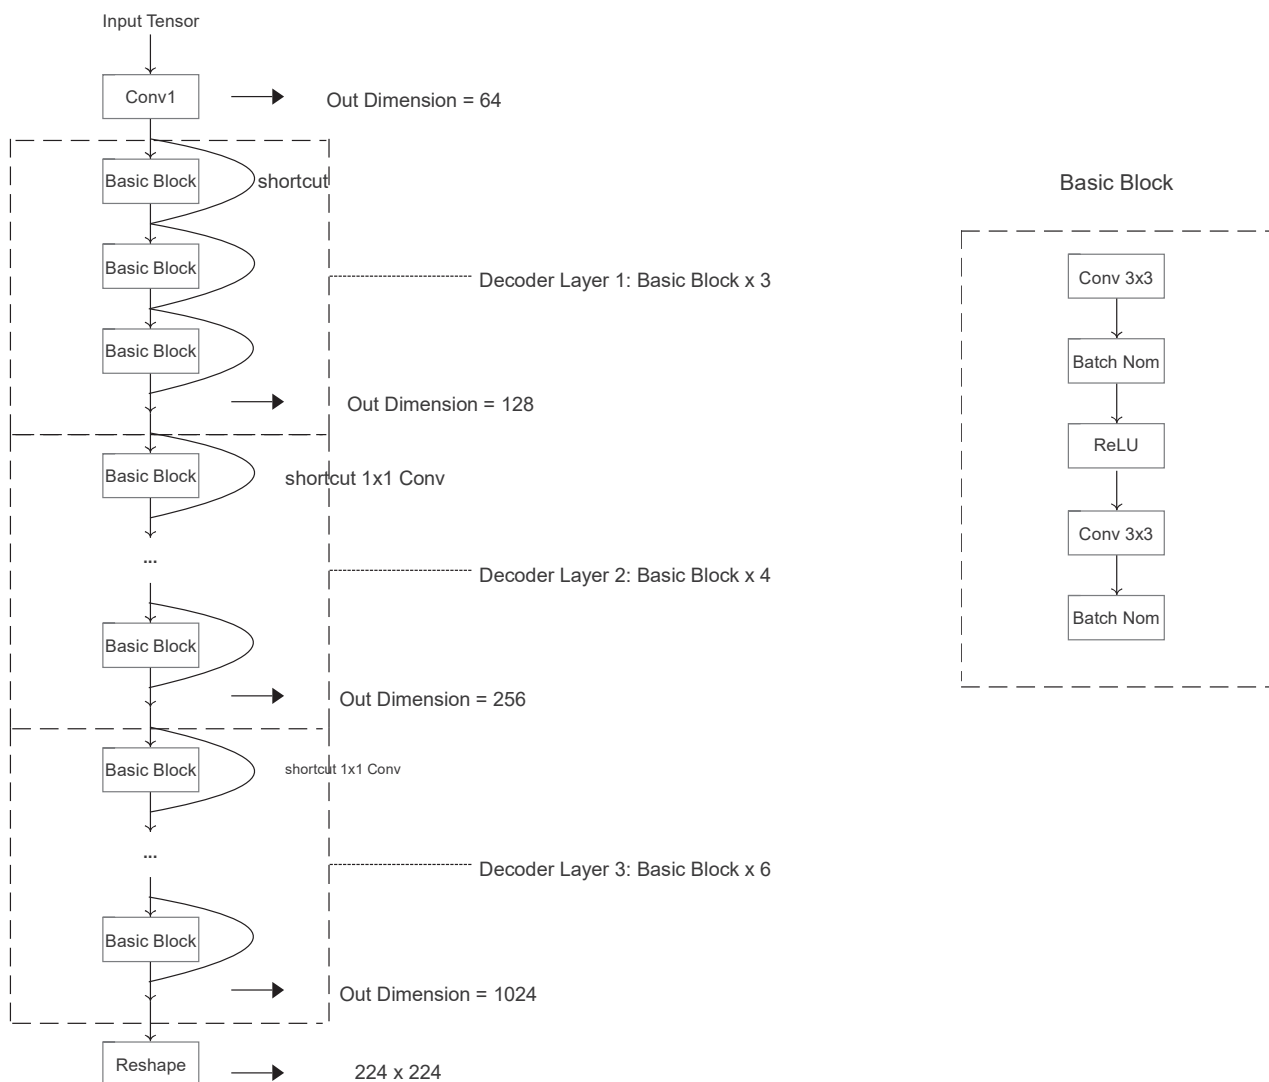 Input Tensor
Conv1
Out Dimension = 64
Basic Block
shortcut
Basic Block
Decoder Layer 1: Basic Block x 3
Basic Block
Out Dimension = 128
Basic Block
shortcut 1x1 Conv
...
Decoder Layer 2: Basic Block x 4
Basic Block
Out Dimension = 256
Basic Block
shortcut 1x1 Conv
...
Decoder Layer 3: Basic Block x 6
Basic Block
Out Dimension = 1024
Reshape
224 x 224
Basic Block
Conv 3x3
Batch Nom
ReLU
Conv 3x3
Batch Nom